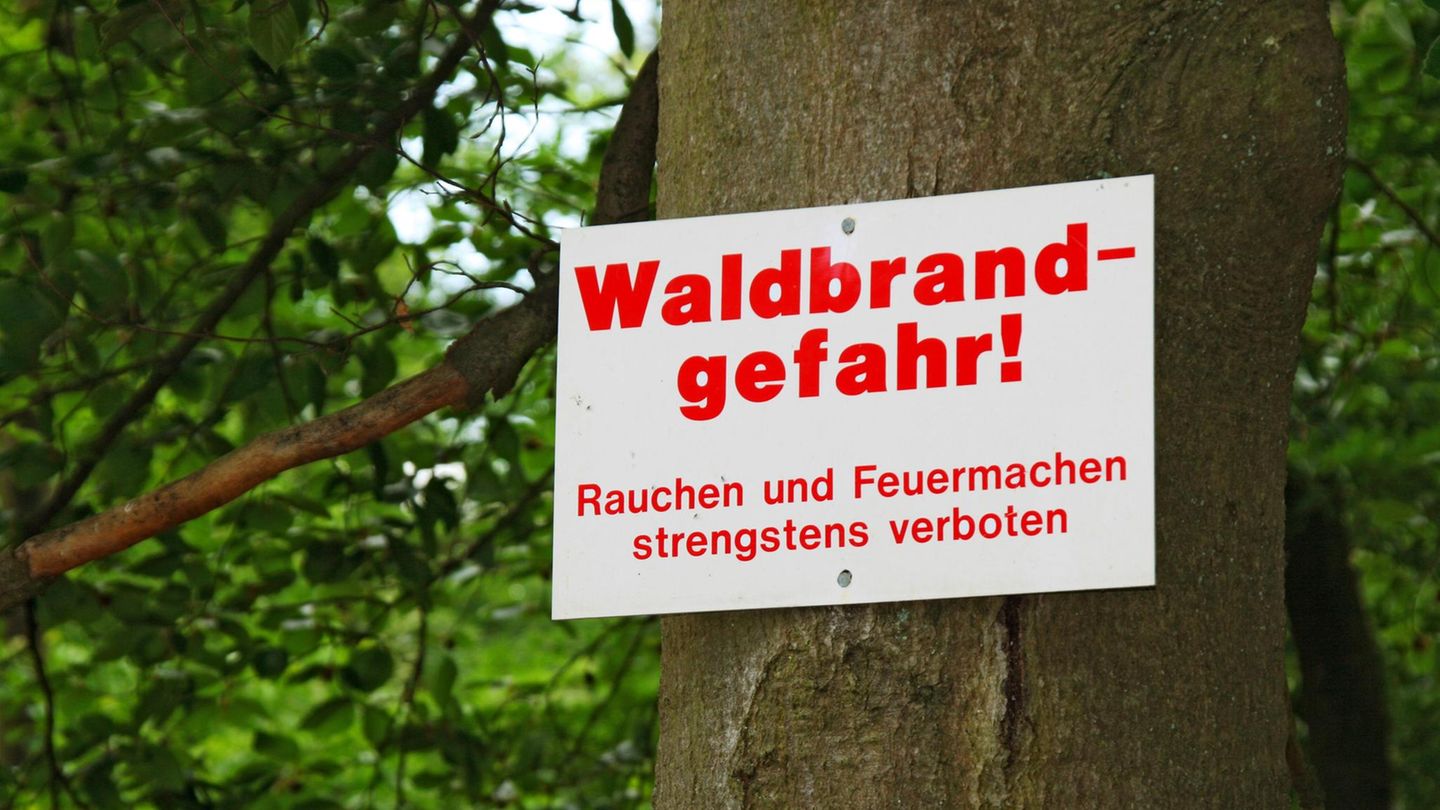 Waldbrand-
gefahr!
Rauchen und Feuermachen
strengstens verboten